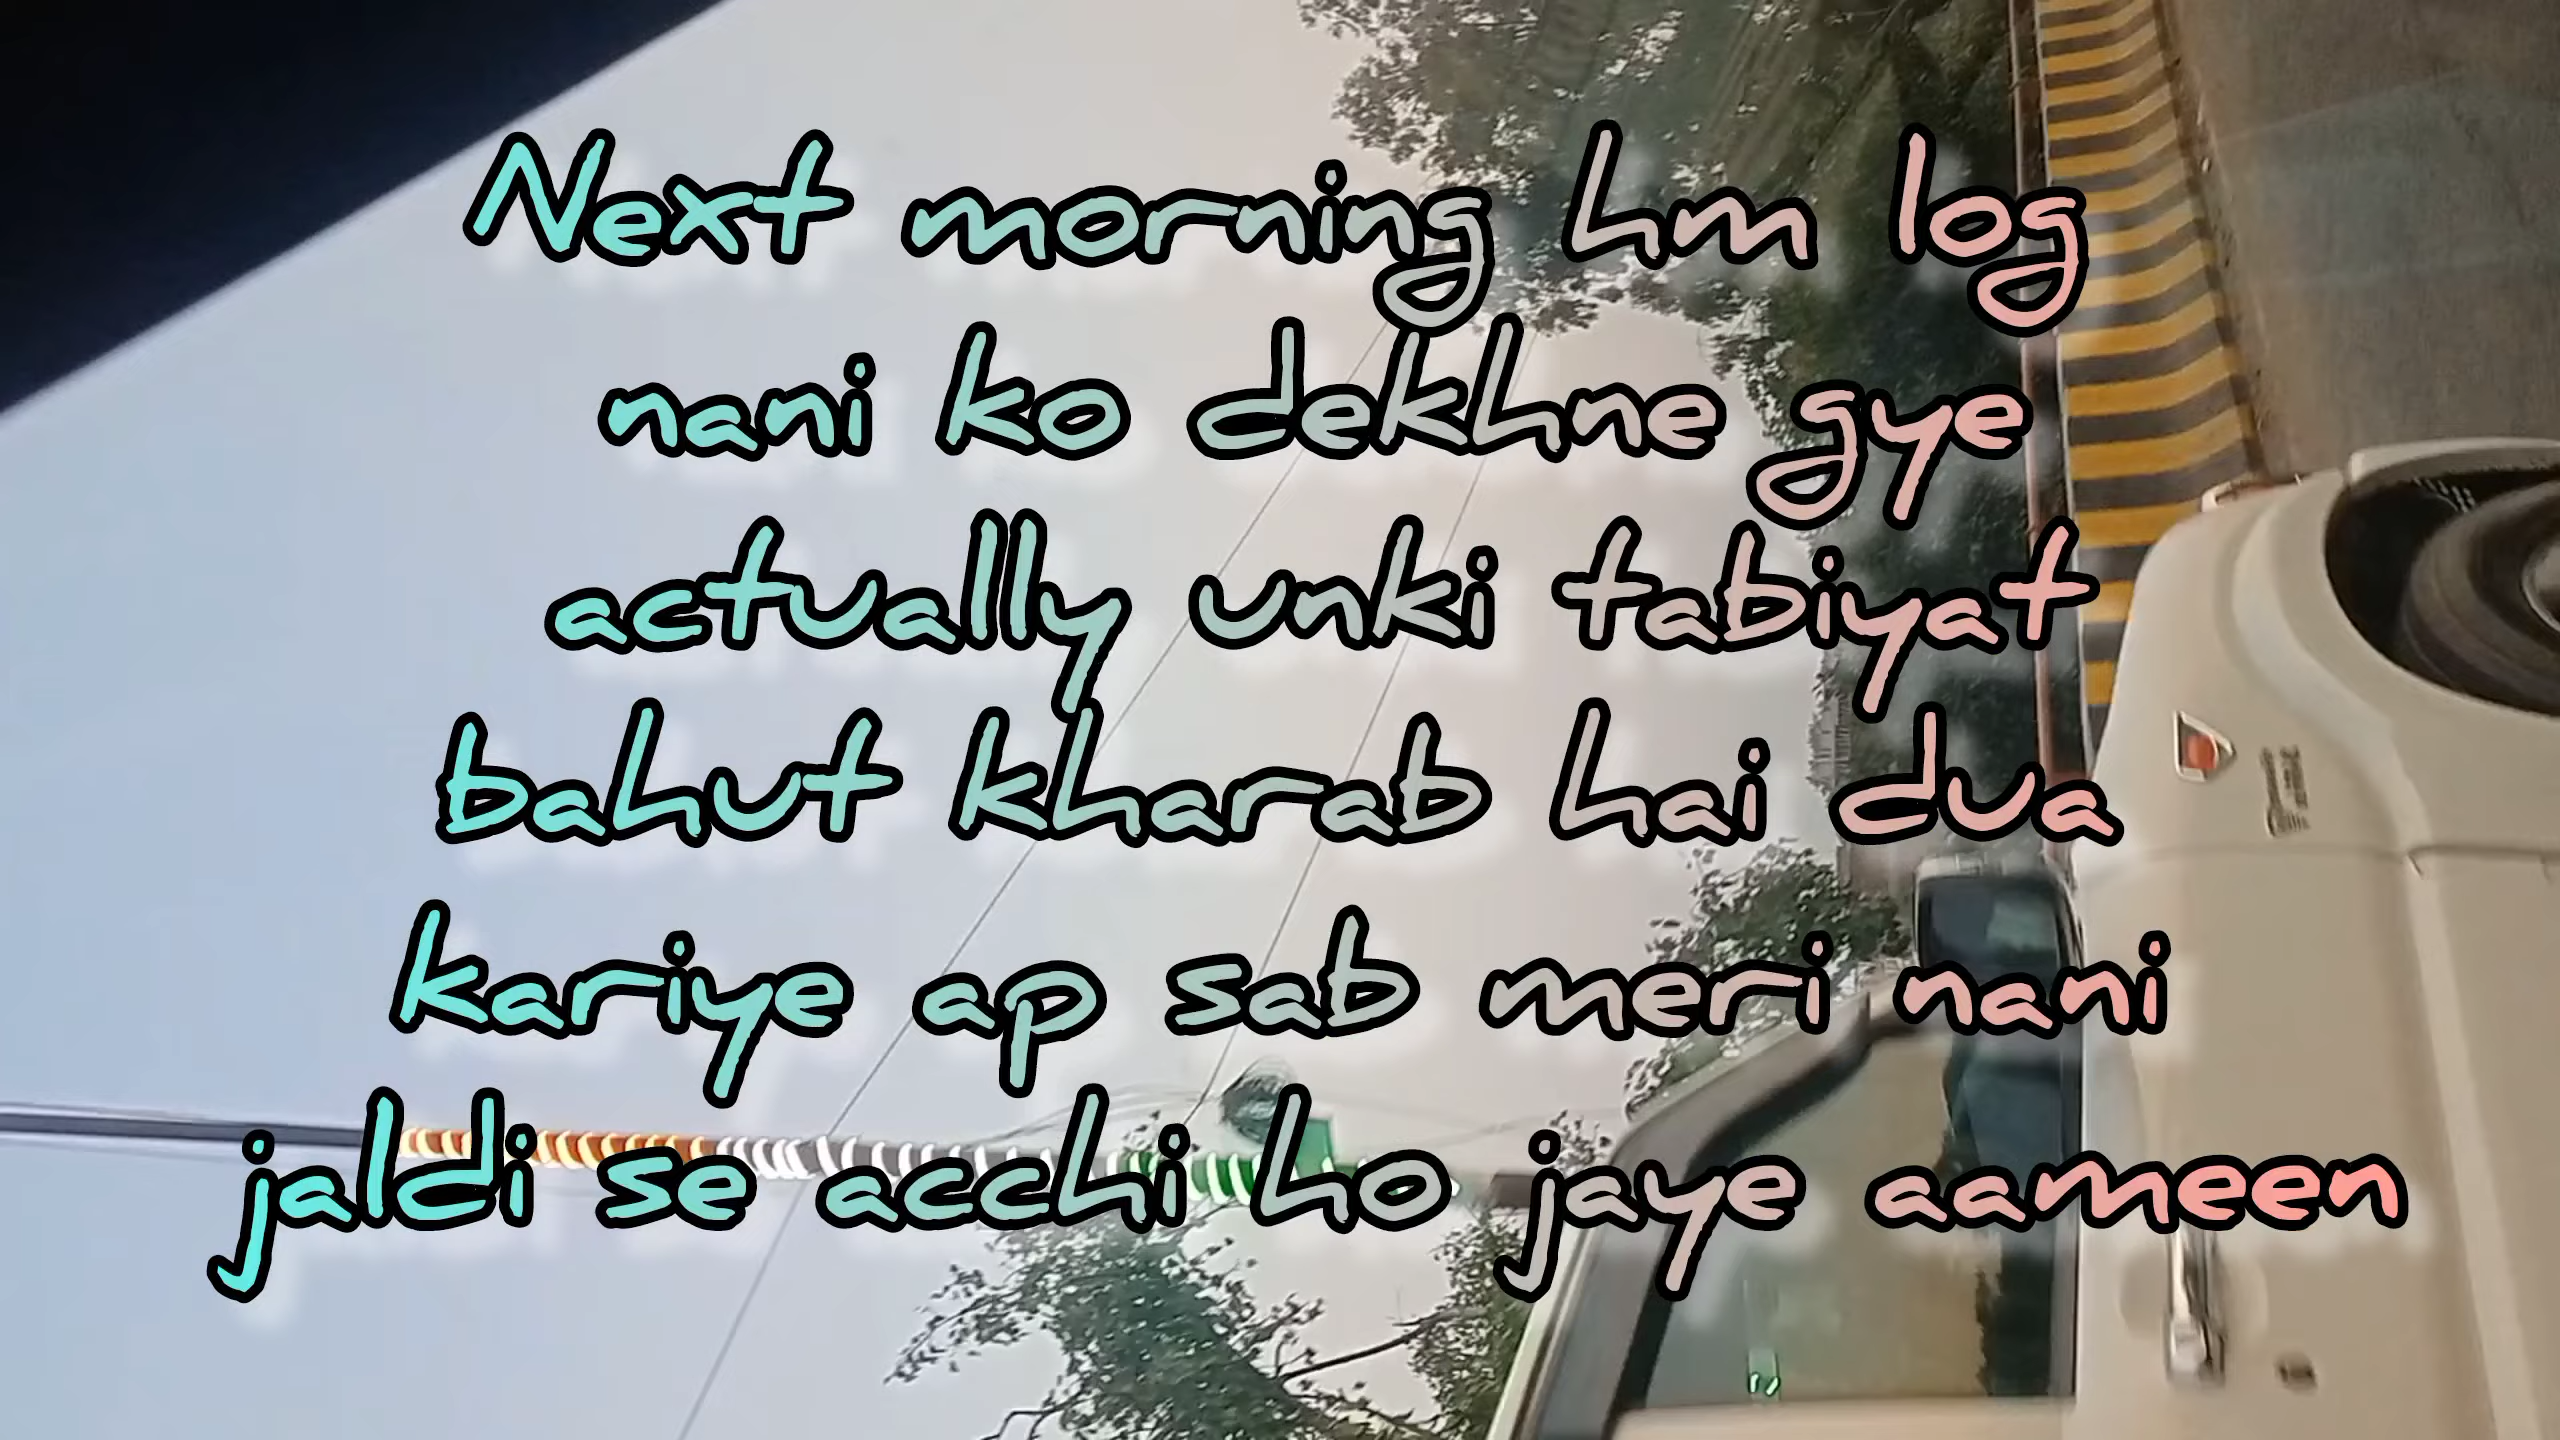 Next morning hm log
nani ko dekhne gye
actually unki tabiyat
bahut kharab hai dua
kariye ap sab meri nani
jaldi se acchi ho jaye aameen